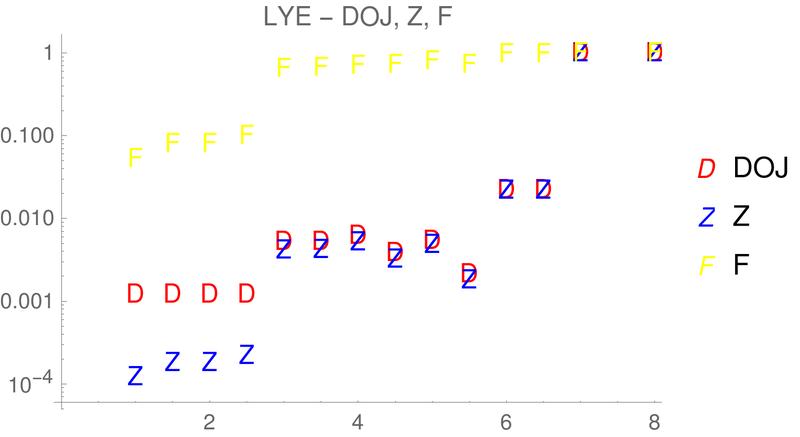 LYE − DOJ, Z, F
1
0.100
0.010
0.001
10⁻⁴
2 4 6 8
F F F F F F F F F F F F F F
D D D D D D D D D D D D D D
Z Z Z Z Z Z Z Z Z Z Z Z Z Z
D DOJ
Z Z
F F